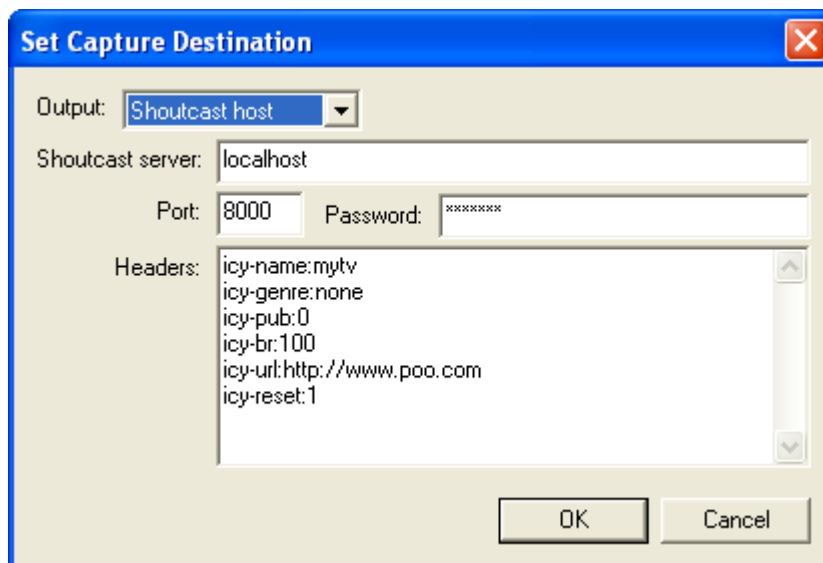 Set Capture Destination
Output: Shoutcast host
Shoutcast server: localhost
Port: 8000 Password: *******
Headers: icy-name:mytv
icy-genre:none
icy-pub:0
icy-br:100
icy-url:http://www.poo.com
icy-reset:1
OK Cancel